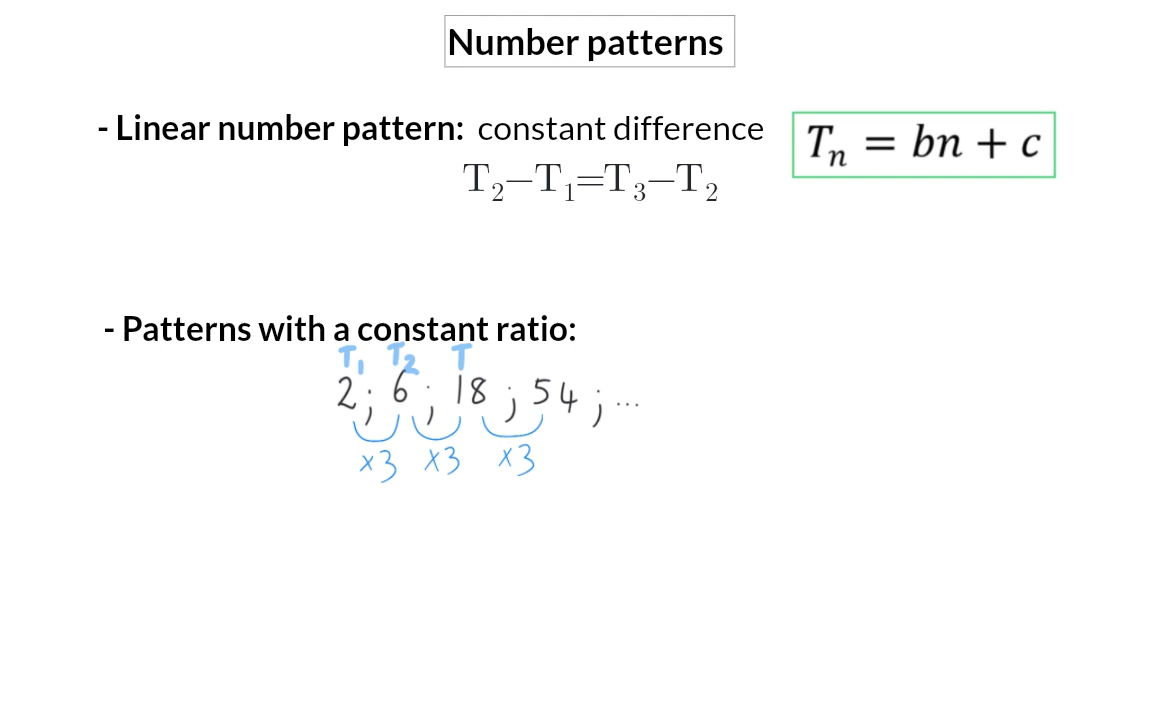 Number patterns
- Linear number pattern: constant difference
Tₙ = bn + c
T₂−T₁=T₃−T₂
- Patterns with a constant ratio:
T₁ T₂ T
2 ; 6 ; 18 ; 54 ; ...
×3 ×3 ×3